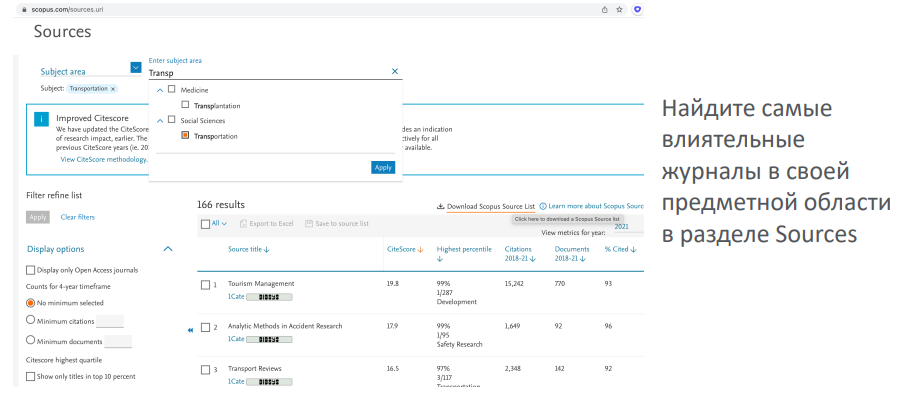 scopus.com/sources.uri
Sources
Subject area
Enter subject area
Transp
Subject: Transportation ×
Medicine
Transplantation
Social Sciences
Transportation
Apply
Improved Citescore
We have updated the CiteScore
des an indication
of research impact, earlier. The
ctively for all
previous CiteScore years (ie. 20
available.
View CiteScore methodology.
Filter refine list
Apply
Clear filters
Display options
Display only Open Access journals
Counts for 4-year timeframe
No minimum selected
Minimum citations
Minimum documents
Citescore highest quartile
Show only titles in top 10 percent
166 results
Download Scopus Source List
Learn more about Scopus Sourc
All
Export to Excel
Save to source list
Click here to download a Scopus Source list
View metrics for year:
2021
Source title
CiteScore
Highest percentile
Citations 2018-21
Documents 2018-21
% Cited
1 Tourism Management 19.8 99% 15,242 770 93
1/287
1Cate
Development
2 Analytic Methods in Accident Research 17.9 99% 1,649 92 96
1/95
1Cate
Safety Research
3 Transport Reviews 16.5 97% 2,348 142 92
3/117
1Cate
Transportation
Найдите самые
влиятельные
журналы в своей
предметной области
в разделе Sources